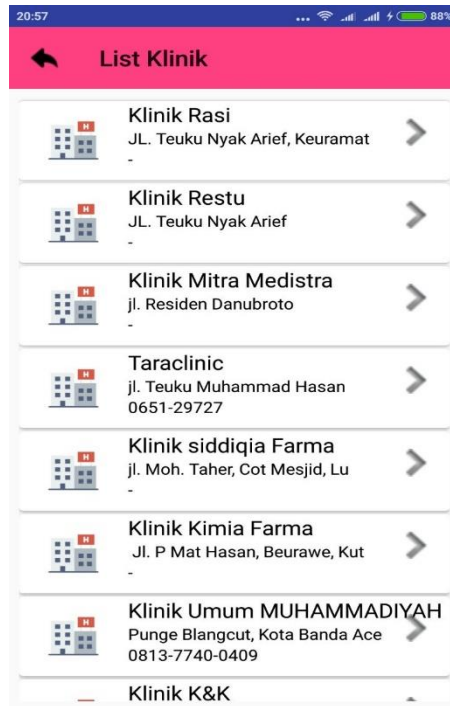 20:57
... 88%
List Klinik
H
Klinik Rasi
JL. Teuku Nyak Arief, Keuramat
-
H
Klinik Restu
JL. Teuku Nyak Arief
-
H
Klinik Mitra Medistra
jl. Residen Danubroto
-
H
Taraclinic
jl. Teuku Muhammad Hasan
0651-29727
H
Klinik siddiqia Farma
jl. Moh. Taher, Cot Mesjid, Lu
-
H
Klinik Kimia Farma
Jl. P Mat Hasan, Beurawe, Kut
-
H
Klinik Umum MUHAMMADIYAH
Punge Blangcut, Kota Banda Ace
0813-7740-0409
Klinik K&K